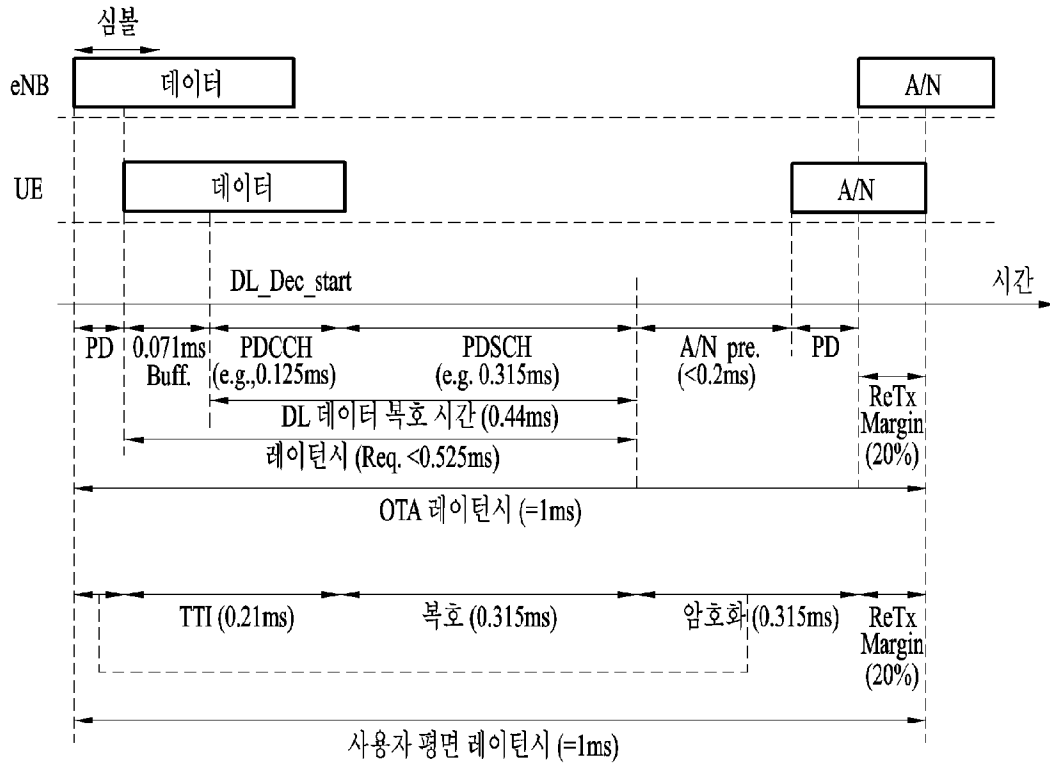 심볼
eNB
데이터
A/N
UE
데이터
A/N
DL_Dec_start
시간
PD
0.071ms
Buff.
PDCCH
(e.g.,0.125ms)
PDSCH
(e.g. 0.315ms)
A/N pre.
(<0.2ms)
PD
ReTx
Margin
(20%)
DL 데이터 복호 시간 (0.44ms)
레이턴시 (Req. <0.525ms)
OTA 레이턴시 (=1ms)
TTI (0.21ms)
복호 (0.315ms)
암호화 (0.315ms)
ReTx
Margin
(20%)
사용자 평면 레이턴시 (=1ms)